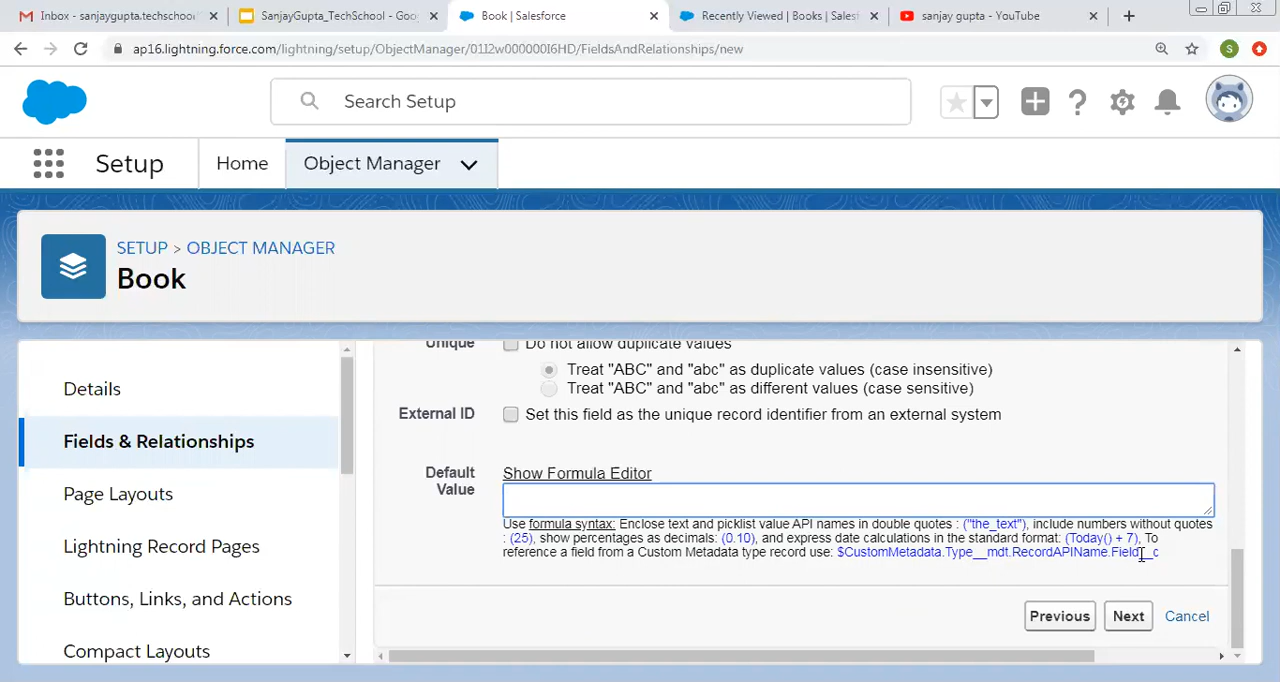 Inbox - sanjaygupta.techschool
SanjayGupta_TechSchool - Goo
Book | Salesforce
Recently Viewed | Books | Salesf
sanjay gupta - YouTube
ap16.lightning.force.com/lightning/setup/ObjectManager/01I2w000000I6HD/FieldsAndRelationships/new
S
Search Setup
Setup
Home
Object Manager
SETUP > OBJECT MANAGER
Book
Details
Fields & Relationships
Page Layouts
Lightning Record Pages
Buttons, Links, and Actions
Compact Layouts
Unique
Do not allow duplicate values
Treat "ABC" and "abc" as duplicate values (case insensitive)
Treat "ABC" and "abc" as different values (case sensitive)
External ID
Set this field as the unique record identifier from an external system
Default
Value
Show Formula Editor
Use formula syntax: Enclose text and picklist value API names in double quotes : ("the_text"), include numbers without quotes
: (25), show percentages as decimals: (0.10), and express date calculations in the standard format: (Today() + 7), To
reference a field from a Custom Metadata type record use: $CustomMetadata.Type__mdt.RecordAPIName.Field__c
Previous
Next
Cancel